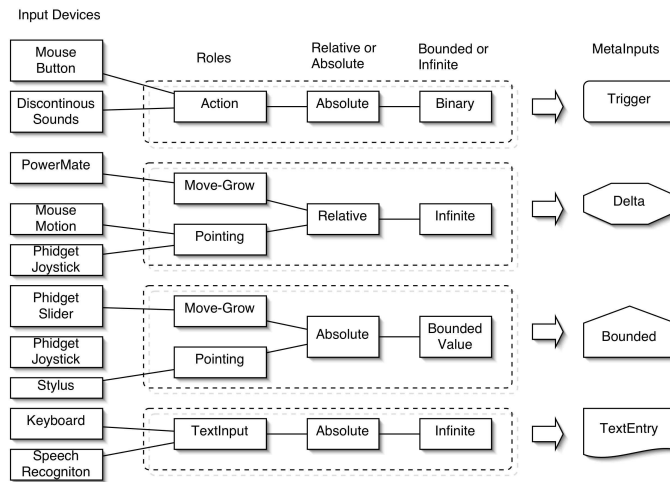 Input Devices
Roles
Relative or
Absolute
Bounded or
Infinite
MetaInputs
Mouse
Button
Discontinous
Sounds
Action
Absolute
Binary
Trigger
PowerMate
Mouse
Motion
Phidget
Joystick
Move-Grow
Pointing
Relative
Infinite
Delta
Phidget
Slider
Phidget
Joystick
Stylus
Move-Grow
Pointing
Absolute
Bounded
Value
Bounded
Keyboard
Speech
Recogniton
TextInput
Absolute
Infinite
TextEntry